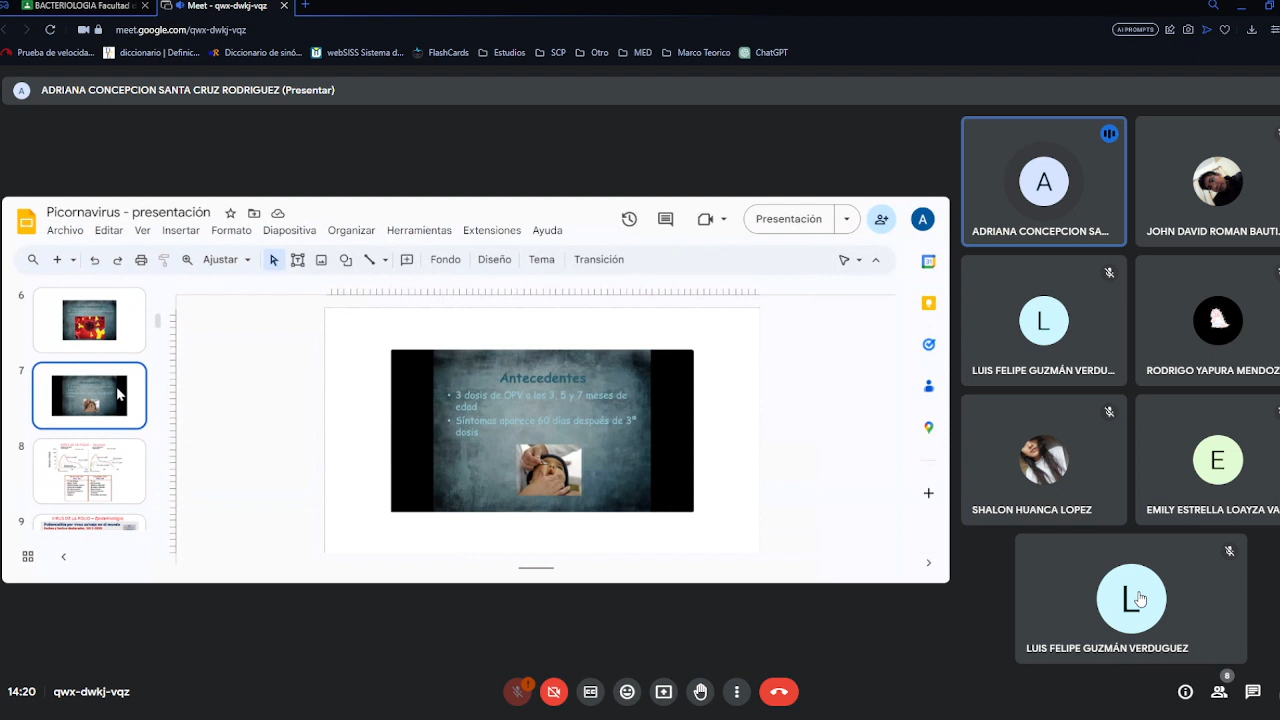 BACTERIOLOGIA Facultad
Meet - qwx-dwkj-vqz
meet.google.com/qwx-dwkj-vqz
AI PROMPTS
Prueba de velocida...
diccionario | Definic...
Diccionario de sinó...
webSISS Sistema d...
FlashCards
Estudios
SCP
Otro
MED
Marco Teorico
ChatGPT
A
ADRIANA CONCEPCION SANTA CRUZ RODRIGUEZ (Presentar)
Picornavirus - presentación
Archivo Editar Ver Insertar Formato Diapositiva Organizar Herramientas Extensiones Ayuda
Presentación
A
Ajustar
Fondo
Diseño
Tema
Transición
6
7
8
9
Antecedentes
• 3 dosis de OPV a los 3, 5 y 7 meses de
edad
• Síntomas aparece 60 días después de 3ª
dosis
A
ADRIANA CONCEPCION SA...
JOHN DAVID ROMAN BAUTI
L
LUIS FELIPE GUZMÁN VERDU...
RODRIGO YAPURA MENDOZ
E
EMILY ESTRELLA LOAYZA VA
L
LUIS FELIPE GUZMÁN VERDUGUEZ
14:20
qwx-dwkj-vqz
8